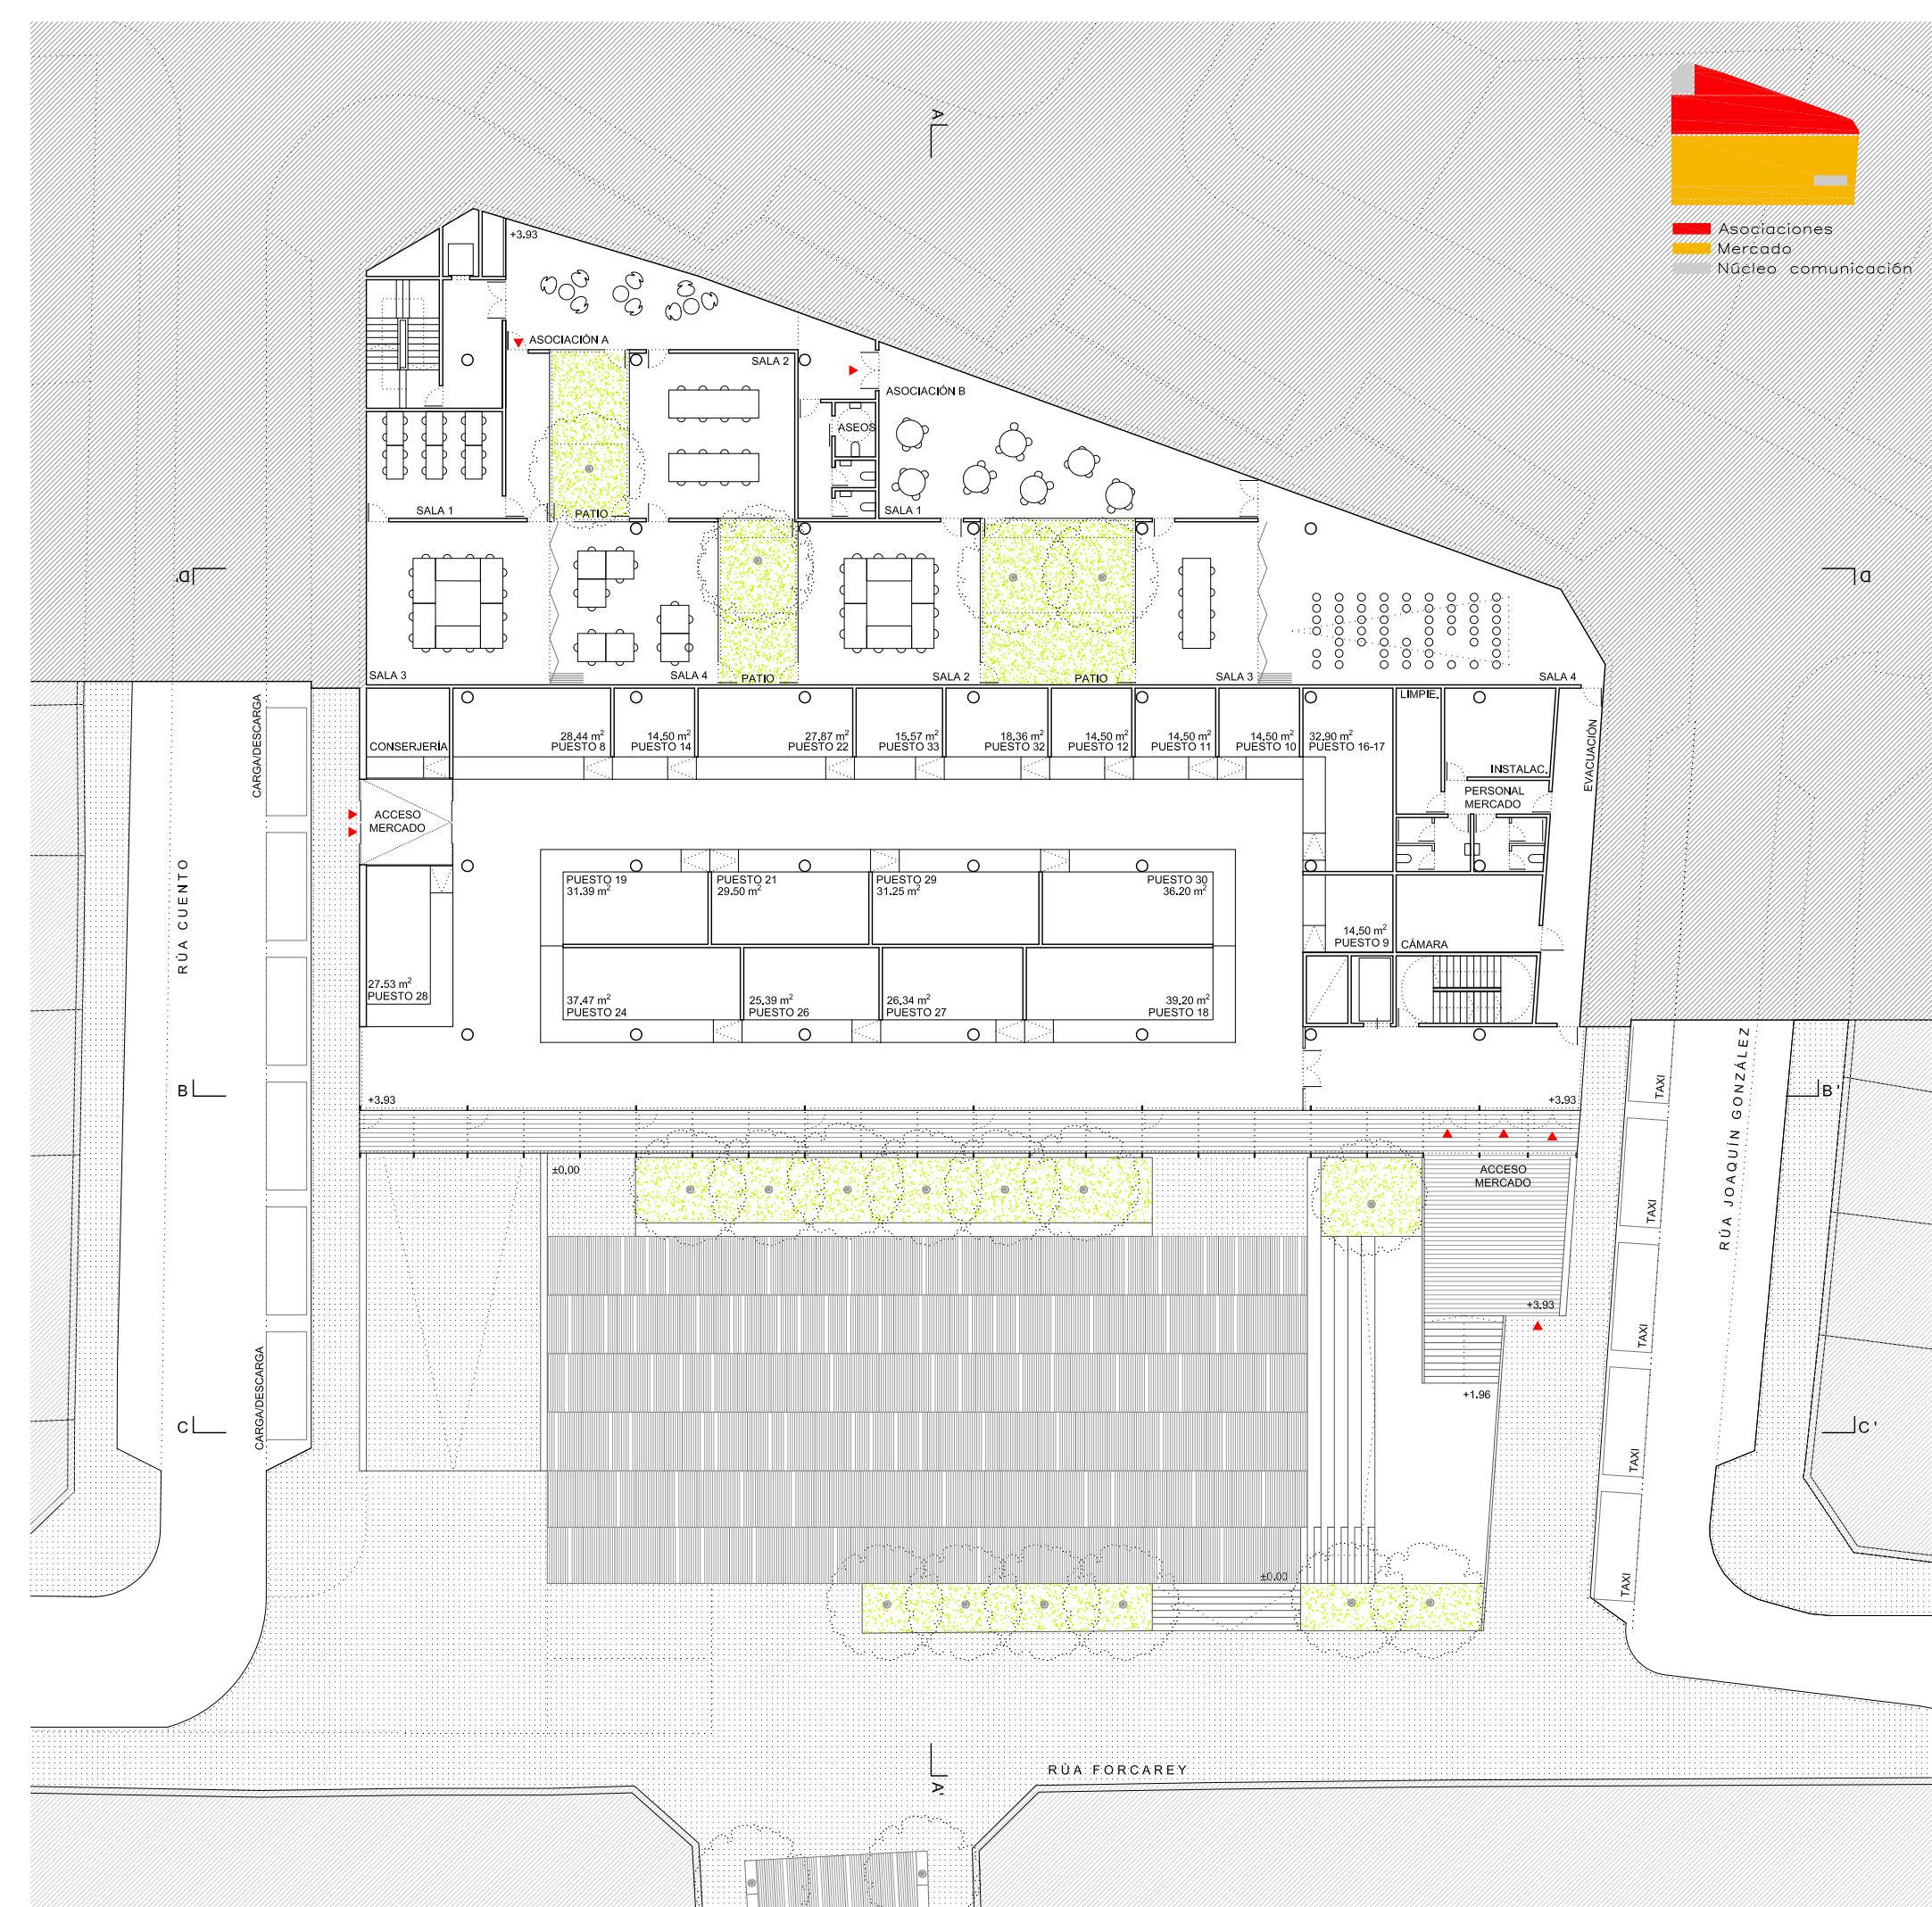 A
Asociaciones
Mercado
Núcleo comunicación
+3.93
ASOCIACIÓN A
SALA 2
ASOCIACIÓN B
ASEOS
SALA 1
PATIO
SALA 1
D'
D
SALA 3
SALA 4
PATIO
SALA 2
PATIO
SALA 3
SALA 4
CARGA/DESCARGA
CONSERJERÍA
28.44 m²
PUESTO 8
14.50 m²
PUESTO 14
27.87 m²
PUESTO 22
15.57 m²
PUESTO 33
18.36 m²
PUESTO 32
14.50 m²
PUESTO 12
14.50 m²
PUESTO 11
14.50 m²
PUESTO 10
32.90 m²
PUESTO 16-17
LIMPIE.
INSTALAC.
EVACUACIÓN
PERSONAL
MERCADO
ACCESO
MERCADO
RÚA CUENTO
PUESTO 19
31.39 m²
PUESTO 21
29.50 m²
PUESTO 29
31.25 m²
PUESTO 30
36.20 m²
14.50 m²
PUESTO 9
CÁMARA
27.53 m²
PUESTO 28
37.47 m²
PUESTO 24
25.39 m²
PUESTO 26
26.34 m²
PUESTO 27
39.20 m²
PUESTO 18
RÚA JOAQUÍN GONZÁLEZ
TAXI
B
B'
+3.93
+3.93
±0,00
ACCESO
MERCADO
TAXI
+3.93
TAXI
+1.96
CARGA/DESCARGA
C
C'
TAXI
±0.00
TAXI
RÚA FORCAREY
A'